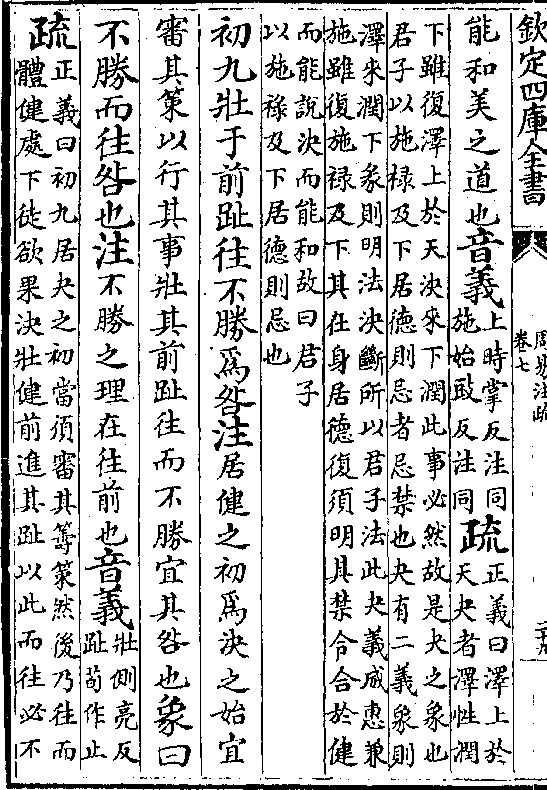 欽定四庫全書
周易注疏
卷七
二十九
能和美之道也音義上時掌反注同
施始豉反注同疏正義曰澤上於
天夬者澤性潤
下雖復澤上於天決來下潤此事必然故是夬之象也
君子以施禄及下居德則忌者忌禁也夬有二義象則
澤來潤下彖則明法決斷所以君子法此夬義威惠兼
施雖復施禄及下其在身居德復須明其禁令合於健
而能說決而能和故曰君子
以施禄及下居德則忌也
初九壯于前趾往不勝爲咎注居健之初爲決之始宜
審其策以行其事壯其前趾往而不勝宜其咎也象曰
不勝而往咎也注不勝之理在往前也音義壯側亮反
趾荀作止
疏正義曰初九居夬之初當須審其籌策然後乃往而
體健處下徒欲果決壯健前進其趾以此而往必不